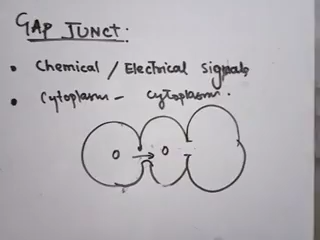 GAP JUNCT:
• Chemical / Electrical Signals
• Cytoplasm - Cytoplasm.